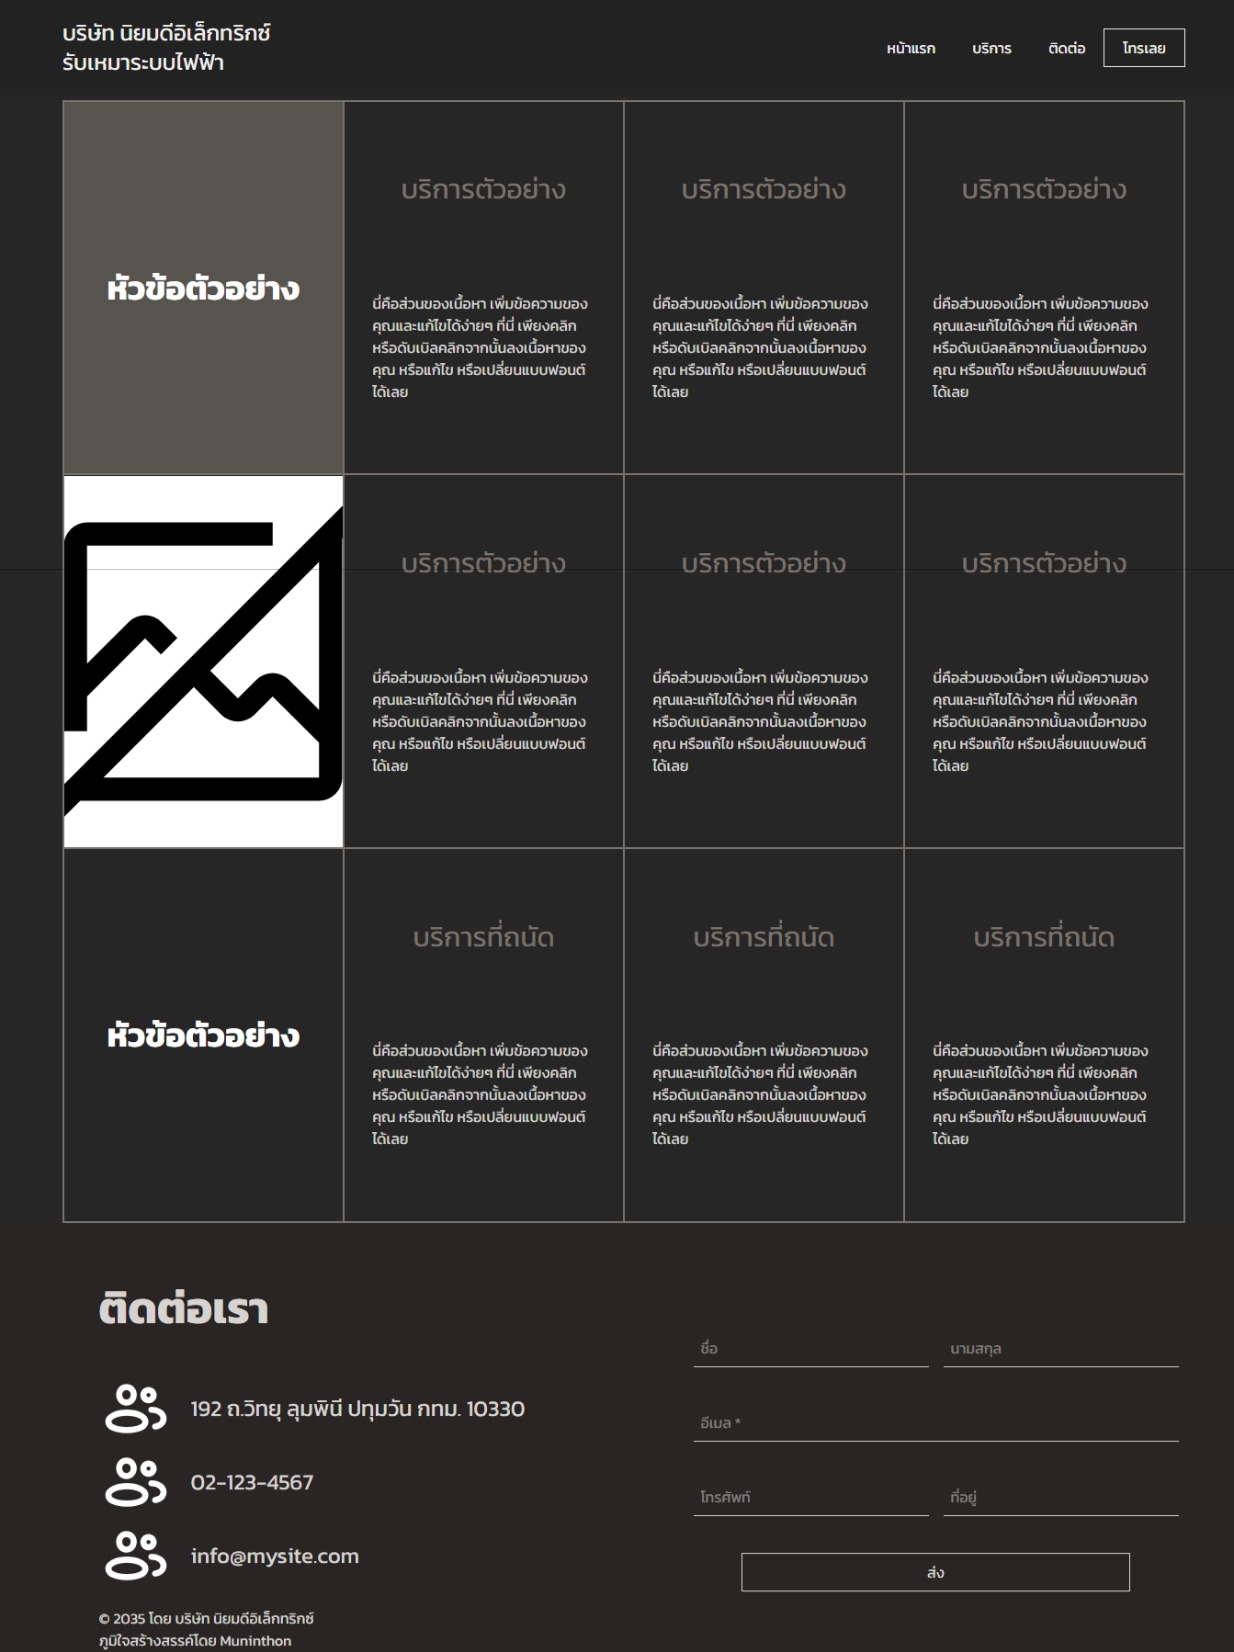 บริษัท นิยมดีอิเล็กทริกซ์
รับเหมาระบบไฟฟ้า
หน้าแรก
บริการ
ติดต่อ
โทรเลย
หัวข้อตัวอย่าง
บริการตัวอย่าง
นี่คือส่วนของเนื้อหา เพิ่มข้อความของ
คุณและแก้ไขได้ง่ายๆ ที่นี่ เพียงคลิก
หรือดับเบิลคลิกจากนั้นลงเนื้อหาของ
คุณ หรือแก้ไข หรือเปลี่ยนแบบฟอนต์
ได้เลย
บริการตัวอย่าง
นี่คือส่วนของเนื้อหา เพิ่มข้อความของ
คุณและแก้ไขได้ง่ายๆ ที่นี่ เพียงคลิก
หรือดับเบิลคลิกจากนั้นลงเนื้อหาของ
คุณ หรือแก้ไข หรือเปลี่ยนแบบฟอนต์
ได้เลย
บริการตัวอย่าง
นี่คือส่วนของเนื้อหา เพิ่มข้อความของ
คุณและแก้ไขได้ง่ายๆ ที่นี่ เพียงคลิก
หรือดับเบิลคลิกจากนั้นลงเนื้อหาของ
คุณ หรือแก้ไข หรือเปลี่ยนแบบฟอนต์
ได้เลย
บริการตัวอย่าง
นี่คือส่วนของเนื้อหา เพิ่มข้อความของ
คุณและแก้ไขได้ง่ายๆ ที่นี่ เพียงคลิก
หรือดับเบิลคลิกจากนั้นลงเนื้อหาของ
คุณ หรือแก้ไข หรือเปลี่ยนแบบฟอนต์
ได้เลย
บริการตัวอย่าง
นี่คือส่วนของเนื้อหา เพิ่มข้อความของ
คุณและแก้ไขได้ง่ายๆ ที่นี่ เพียงคลิก
หรือดับเบิลคลิกจากนั้นลงเนื้อหาของ
คุณ หรือแก้ไข หรือเปลี่ยนแบบฟอนต์
ได้เลย
บริการตัวอย่าง
นี่คือส่วนของเนื้อหา เพิ่มข้อความของ
คุณและแก้ไขได้ง่ายๆ ที่นี่ เพียงคลิก
หรือดับเบิลคลิกจากนั้นลงเนื้อหาของ
คุณ หรือแก้ไข หรือเปลี่ยนแบบฟอนต์
ได้เลย
หัวข้อตัวอย่าง
บริการที่ถนัด
นี่คือส่วนของเนื้อหา เพิ่มข้อความของ
คุณและแก้ไขได้ง่ายๆ ที่นี่ เพียงคลิก
หรือดับเบิลคลิกจากนั้นลงเนื้อหาของ
คุณ หรือแก้ไข หรือเปลี่ยนแบบฟอนต์
ได้เลย
บริการที่ถนัด
นี่คือส่วนของเนื้อหา เพิ่มข้อความของ
คุณและแก้ไขได้ง่ายๆ ที่นี่ เพียงคลิก
หรือดับเบิลคลิกจากนั้นลงเนื้อหาของ
คุณ หรือแก้ไข หรือเปลี่ยนแบบฟอนต์
ได้เลย
บริการที่ถนัด
นี่คือส่วนของเนื้อหา เพิ่มข้อความของ
คุณและแก้ไขได้ง่ายๆ ที่นี่ เพียงคลิก
หรือดับเบิลคลิกจากนั้นลงเนื้อหาของ
คุณ หรือแก้ไข หรือเปลี่ยนแบบฟอนต์
ได้เลย
ติดต่อเรา
192 ถ.วิทยุ ลุมพินี ปทุมวัน กทม. 10330
02-123-4567
info@mysite.com
© 2035 โดย บริษัท นิยมดีอิเล็กทริกซ์
ภูมิใจสร้างสรรค์โดย Muninthon
ชื่อ
นามสกุล
อีเมล *
โทรศัพท์
ที่อยู่
ส่ง